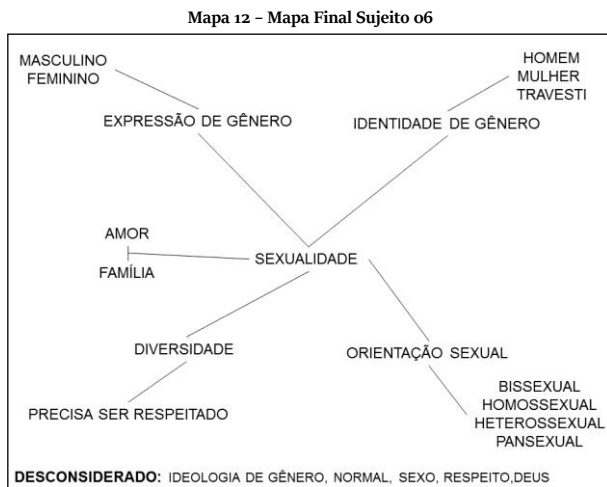 Mapa 12 – Mapa Final Sujeito 06
MASCULINO
FEMININO
EXPRESSÃO DE GÊNERO
HOMEM
MULHER
TRAVESTI
IDENTIDADE DE GÊNERO
AMOR
FAMÍLIA
SEXUALIDADE
DIVERSIDADE
PRECISA SER RESPEITADO
ORIENTAÇÃO SEXUAL
BISSEXUAL
HOMOSSEXUAL
HETEROSSEXUAL
PANSEXUAL
DESCONSIDERADO: IDEOLOGIA DE GÊNERO, NORMAL, SEXO, RESPEITO,DEUS